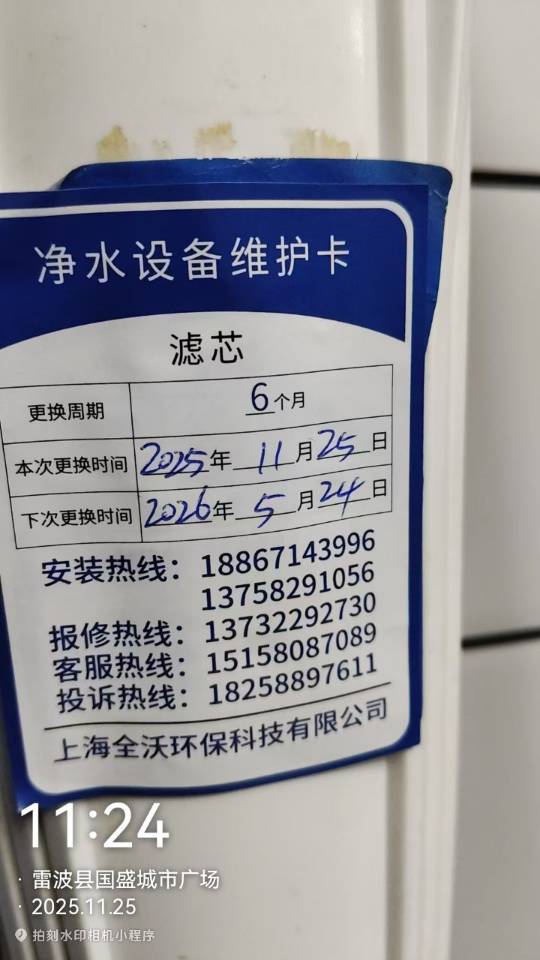 净水设备维护卡
滤芯
更换周期 6个月
本次更换时间 2025年11月25日
下次更换时间 2026年5月24日
安装热线：18867143996
13758291056
报修热线：13732292730
客服热线：15158087089
投诉热线：18258897611
上海全沃环保科技有限公司
11:24
· 雷波县国盛城市广场
· 2025.11.25
拍刻水印相机小程序